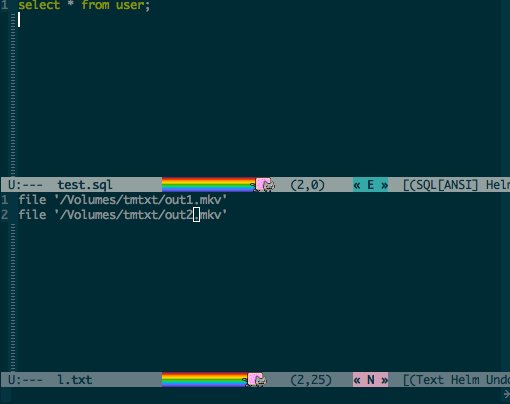 1 select * from user;
U:--- test.sql (2,0) « E » [(SQL[ANSI] Helm
1 file '/Volumes/tmtxt/out1.mkv'
2 file '/Volumes/tmtxt/out2.mkv'
U:--- l.txt (2,25) « N » [(Text Helm Undo